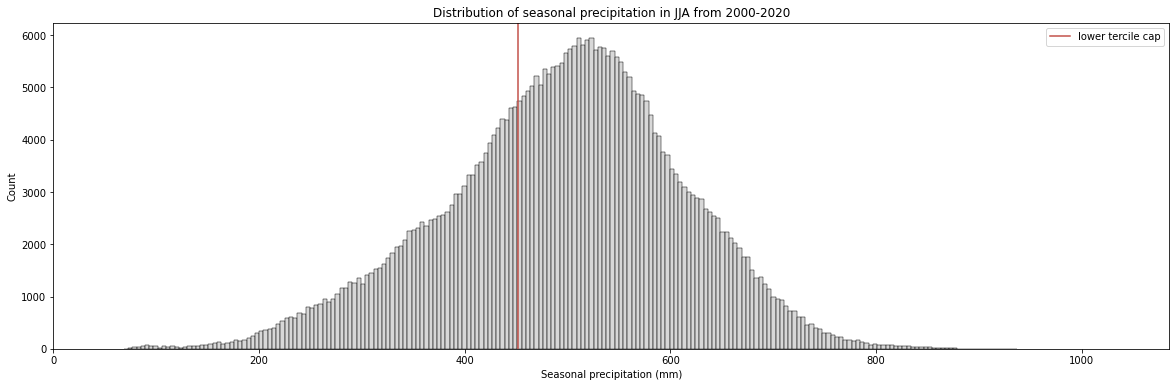 Distribution of seasonal precipitation in JJA from 2000-2020
lower tercile cap
6000
5000
4000
3000
2000
1000
0
Count
0 200 400 600 800 1000
Seasonal precipitation (mm)